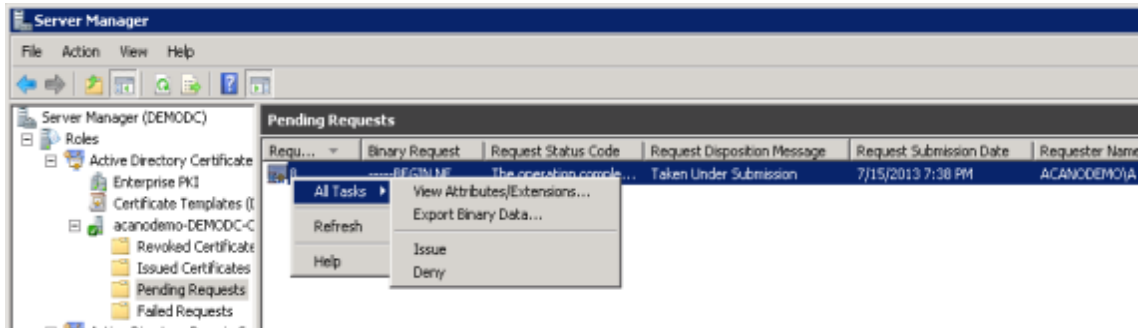 Server Manager
File Action View Help
Server Manager (DEMODC)
Roles
Active Directory Certificate
Enterprise PKI
Certificate Templates (
acanodemo-DEMODC-C
Revoked Certificate
Issued Certificates
Pending Requests
Failed Requests
Pending Requests
Requ... Binary Request Request Status Code Request Disposition Message Request Submission Date Requester Name
-----BEGIN NE... The operation comple... Taken Under Submission 7/15/2013 7:38 PM ACANODEMO\A
All Tasks
Refresh
Help
View Attributes/Extensions...
Export Binary Data...
Issue
Deny